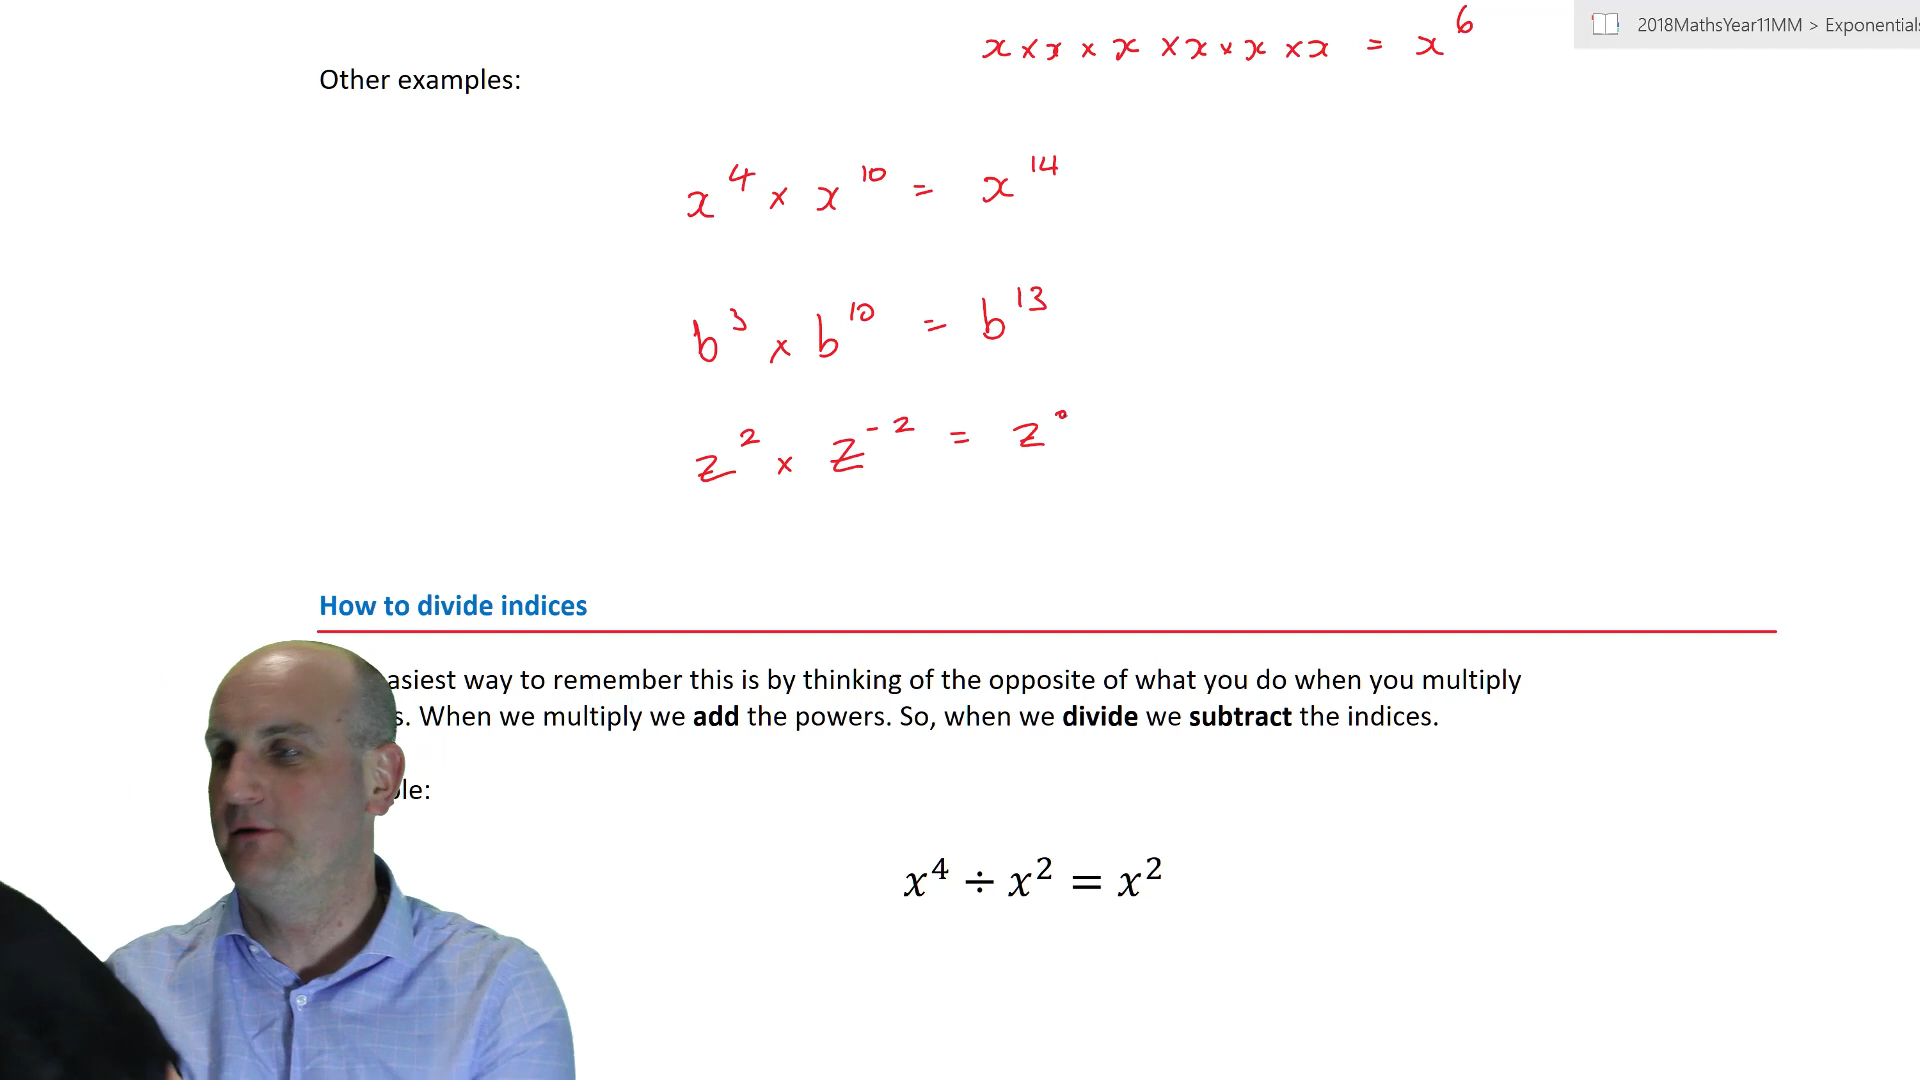 x × x × x × x × x × x = x⁶
2018MathsYear11MM > Exponentials
Other examples:
x⁴ × x¹⁰ = x¹⁴
b³ × b¹⁰ = b¹³
z² × z⁻² = z⁰
How to divide indices
asiest way to remember this is by thinking of the opposite of what you do when you multiply
s. When we multiply we add the powers. So, when we divide we subtract the indices.
le:
x⁴ ÷ x² = x²